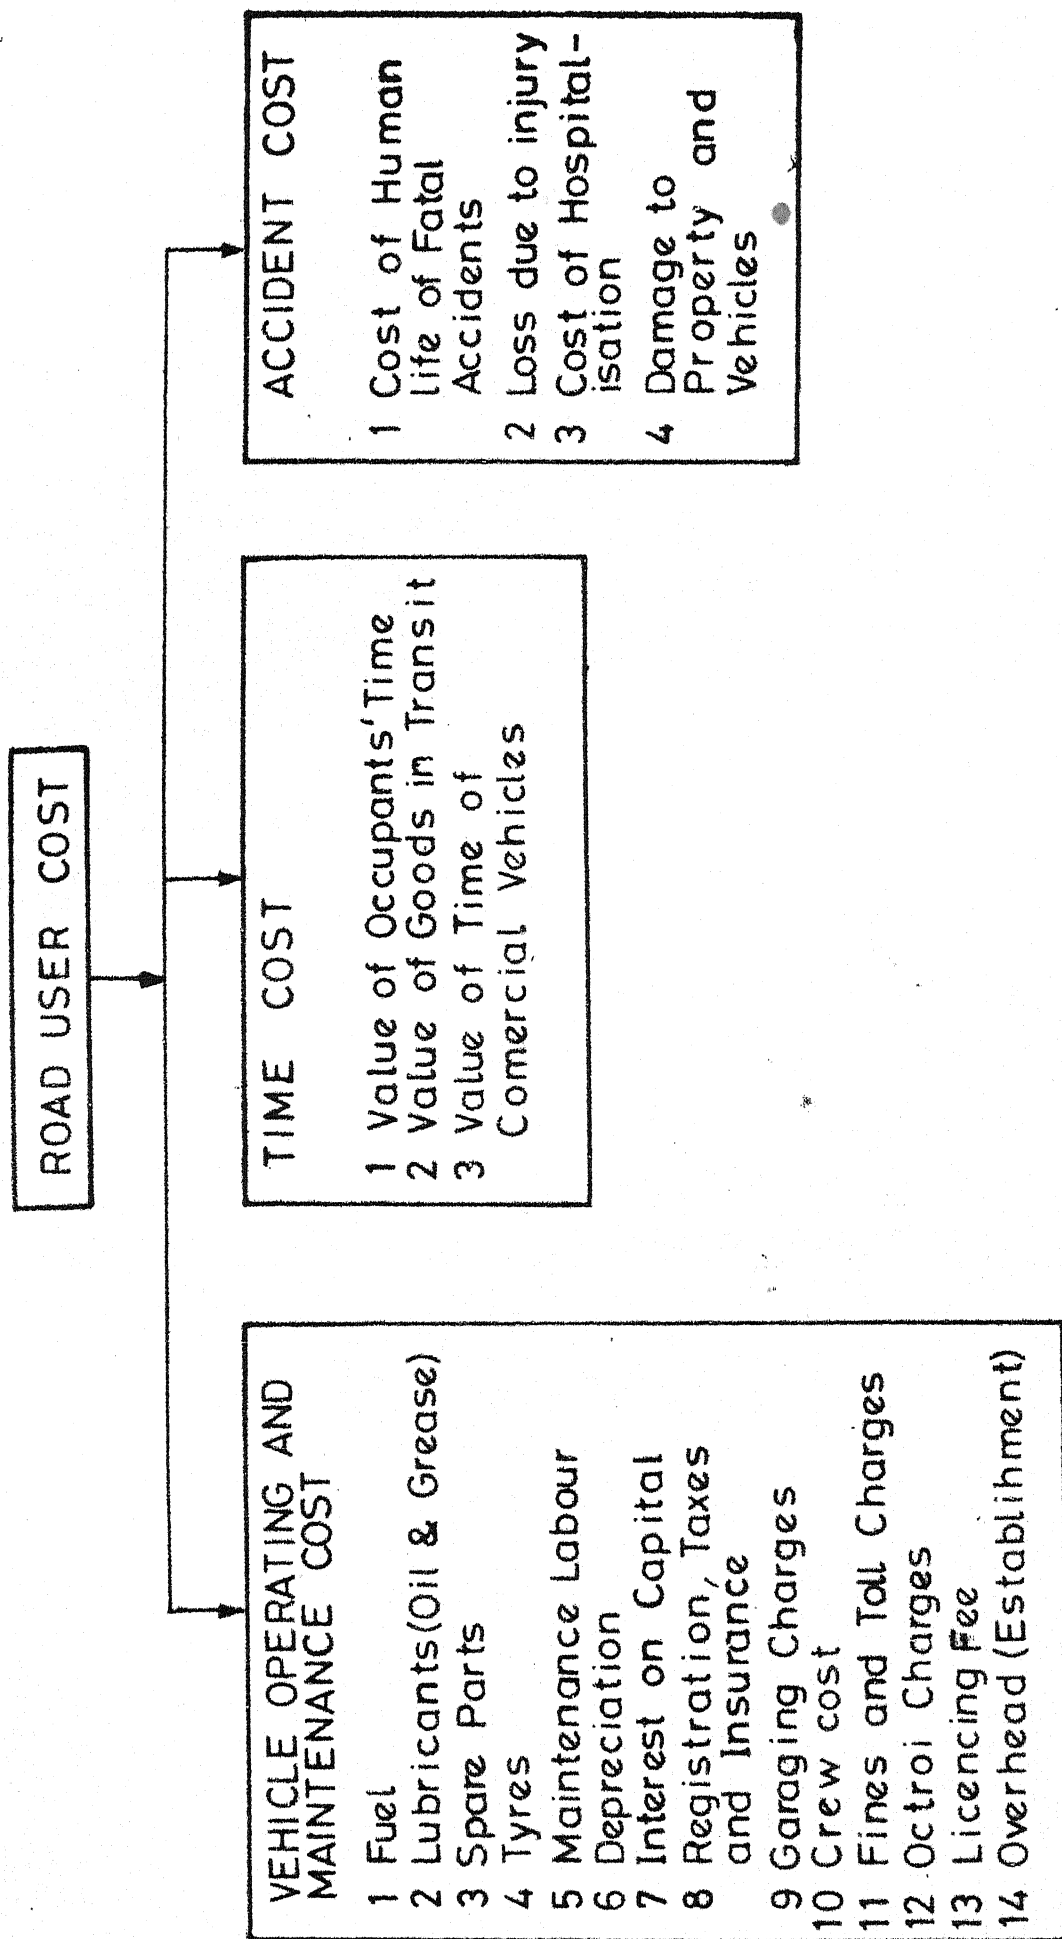 ROAD USER COST
VEHICLE OPERATING AND
MAINTENANCE COST
1 Fuel
2 Lubricants(Oil & Grease)
3 Spare Parts
4 Tyres
5 Maintenance Labour
6 Depreciation
7 Interest on Capital
8 Registration, Taxes
and Insurance
9 Garaging Charges
10 Crew cost
11 Fines and Toll Charges
12 Octroi Charges
13 Licencing Fee
14 Overhead (Establihment)
TIME COST
1 Value of Occupants' Time
2 Value of Goods in Transit
3 Value of Time of
Comercial Vehicles
ACCIDENT COST
1 Cost of Human
life of Fatal
Accidents
2 Loss due to injury
3 Cost of Hospital-
isation
4 Damage to
Property and
Vehicles